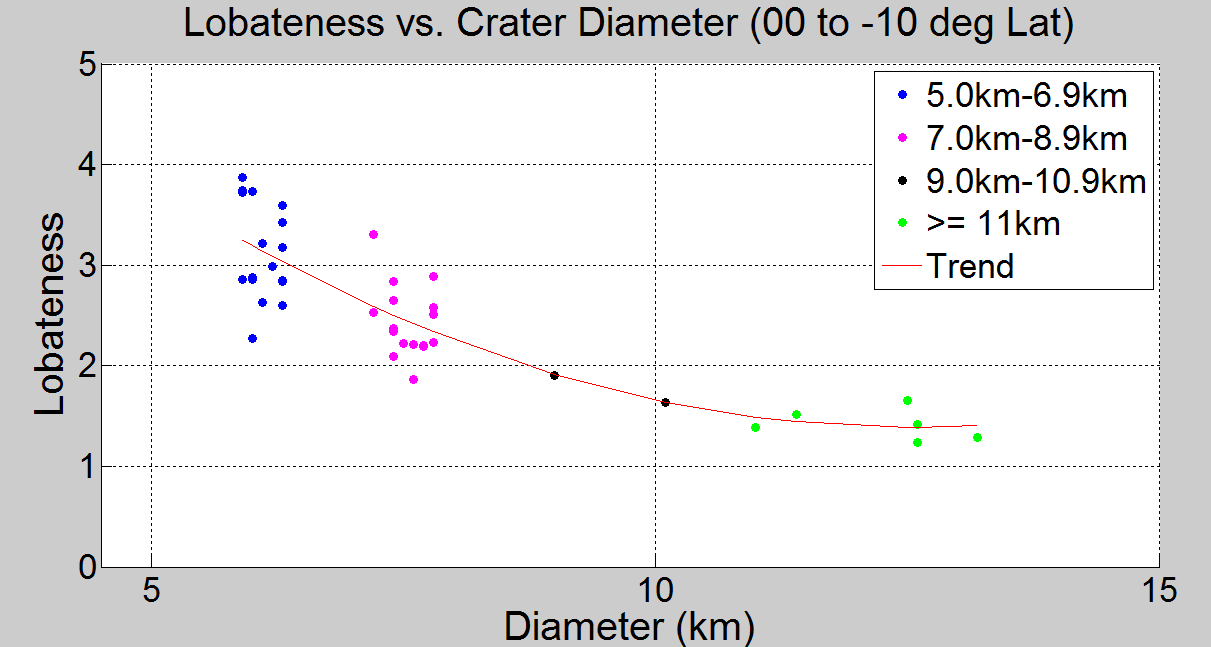 Lobateness vs. Crater Diameter (00 to -10 deg Lat)
5
4
3
2
1
0
Lobateness
5.0km-6.9km
7.0km-8.9km
9.0km-10.9km
>= 11km
Trend
5 10 15
Diameter (km)